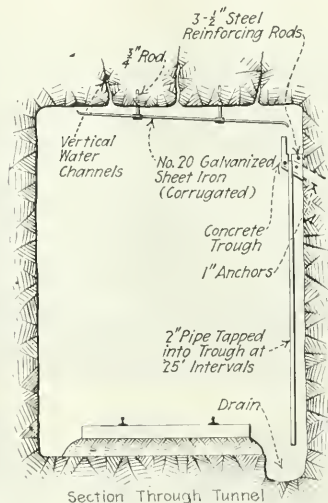 3-½" Steel
Reinforcing Rods
¾" Rod
Vertical
Water
Channels
No. 20 Galvanized
Sheet Iron
(Corrugated)
Concrete
Trough
1" Anchors
2" Pipe Tapped
into Trough at
25' Intervals
Drain
Section Through Tunnel